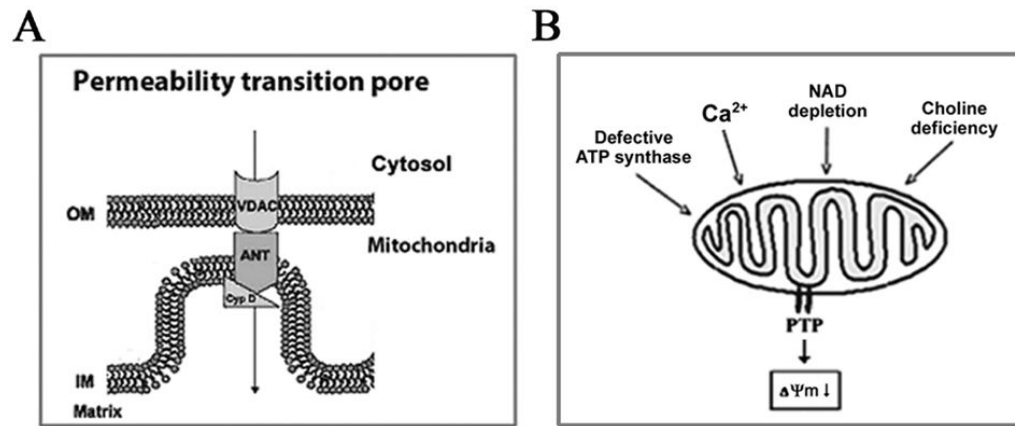 A
Permeability transition pore
Cytosol
VDAC
OM
Mitochondria
ANT
Cyp D
IM
Matrix
B
Ca²⁺
NAD
depletion
Choline
deficiency
Defective
ATP synthase
PTP
ΔΨm ↓